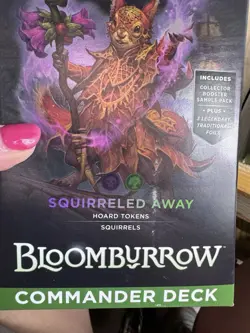 INCLUDES
COLLECTOR
BOOSTER
SAMPLE PACK
• PLUS •
2 LEGENDARY
TRADITIONAL
FOILS
SQUIRRELED AWAY
HOARD TOKENS
SQUIRRELS
BLOOMBURROW
COMMANDER DECK